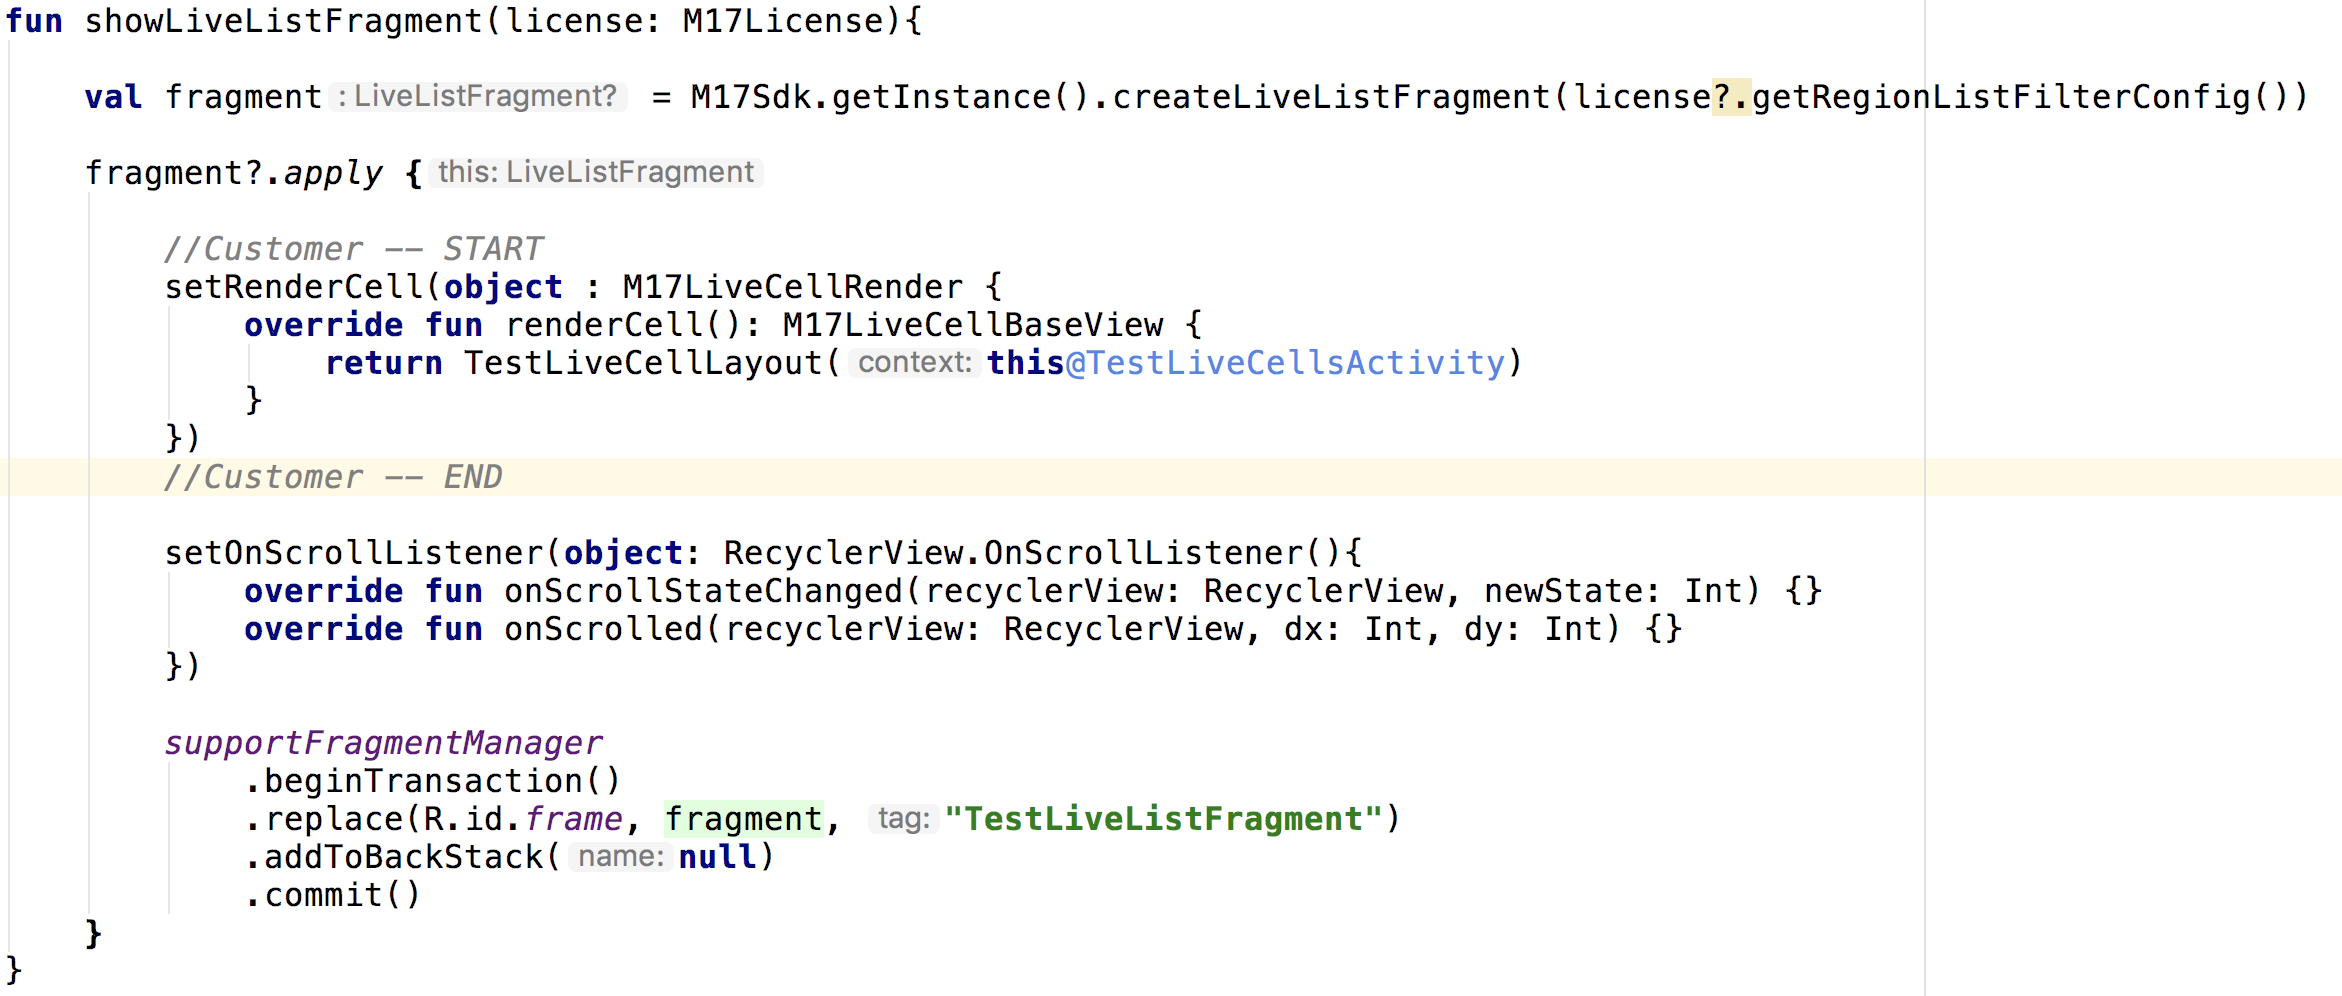 fun showLiveListFragment(license: M17License){
val fragment : LiveListFragment? = M17Sdk.getInstance().createLiveListFragment(license?.getRegionListFilterConfig())
fragment?.apply { this: LiveListFragment
//Customer -- START
setRenderCell(object : M17LiveCellRender {
override fun renderCell(): M17LiveCellBaseView {
return TestLiveCellLayout( context: this@TestLiveCellsActivity)
}
})
//Customer -- END
setOnScrollListener(object: RecyclerView.OnScrollListener(){
override fun onScrollStateChanged(recyclerView: RecyclerView, newState: Int) {}
override fun onScrolled(recyclerView: RecyclerView, dx: Int, dy: Int) {}
})
supportFragmentManager
.beginTransaction()
.replace(R.id.frame, fragment, tag: "TestLiveListFragment")
.addToBackStack( name: null)
.commit()
}
}